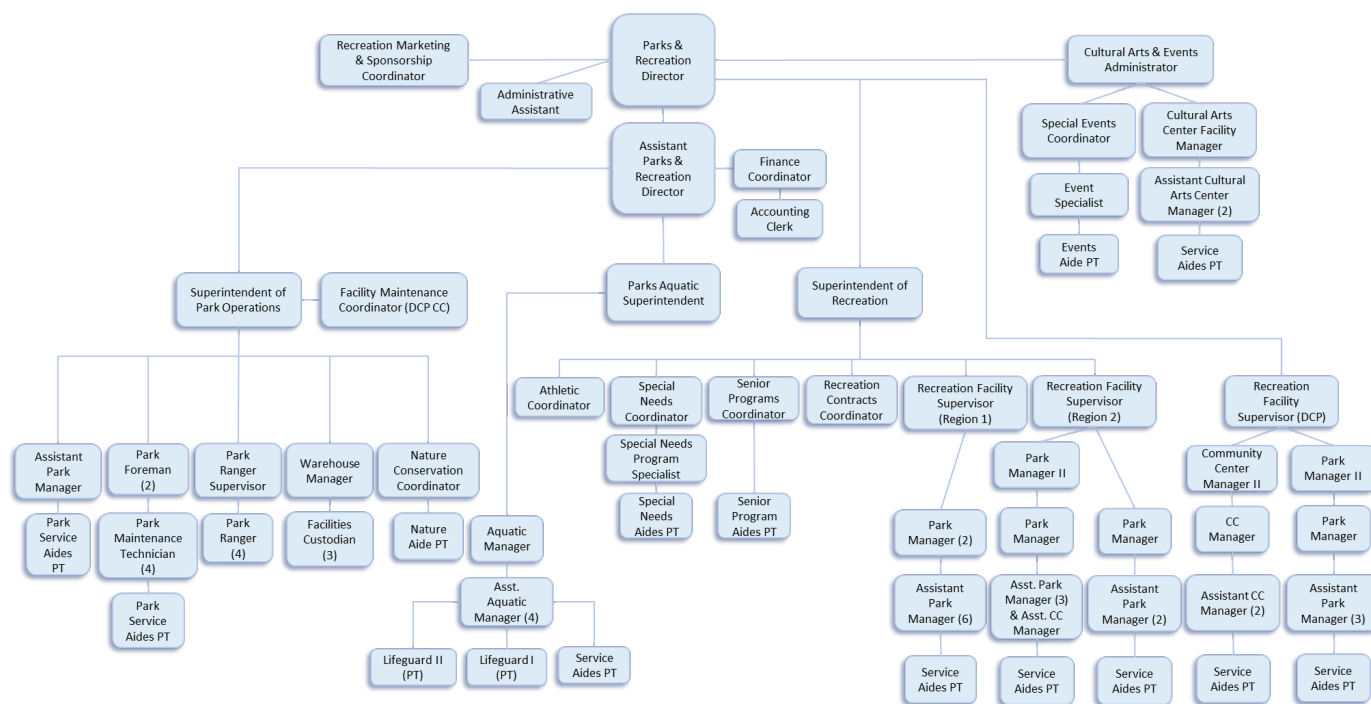 Recreation Marketing
& Sponsorship
Coordinator
Parks &
Recreation
Director
Cultural Arts & Events
Administrator
Administrative
Assistant
Special Events
Coordinator
Cultural Arts
Center Facility
Manager
Assistant
Parks &
Recreation
Director
Finance
Coordinator
Accounting
Clerk
Event
Specialist
Assistant Cultural
Arts Center
Manager (2)
Events
Aide PT
Service
Aides PT
Superintendent of
Park Operations
Facility Maintenance
Coordinator (DCP CC)
Parks Aquatic
Superintendent
Superintendent of
Recreation
Athletic
Coordinator
Special
Needs
Coordinator
Senior
Programs
Coordinator
Recreation
Contracts
Coordinator
Recreation Facility
Supervisor
(Region 1)
Recreation Facility
Supervisor
(Region 2)
Recreation
Facility
Supervisor (DCP)
Assistant
Park
Manager
Park
Foreman
(2)
Park
Ranger
Supervisor
Warehouse
Manager
Nature
Conservation
Coordinator
Special Needs
Program
Specialist
Park
Manager II
Community
Center
Manager II
Park
Manager II
Park
Service
Aides
PT
Park
Maintenance
Technician
(4)
Park
Ranger
(4)
Facilities
Custodian
(3)
Nature
Aide PT
Aquatic
Manager
Special
Needs
Aides PT
Senior
Program
Aides PT
Park
Manager (2)
Park
Manager
Park
Manager
CC
Manager
Park
Manager
Park
Service
Aides PT
Asst.
Aquatic
Manager (4)
Assistant
Park
Manager
(6)
Asst. Park
Manager (3)
& Asst. CC
Manager
Assistant
Park
Manager
(2)
Assistant CC
Manager (2)
Assistant
Park
Manager (3)
Lifeguard II
(PT)
Lifeguard I
(PT)
Service
Aides PT
Service
Aides PT
Service
Aides PT
Service
Aides PT
Service
Aides PT
Service
Aides PT